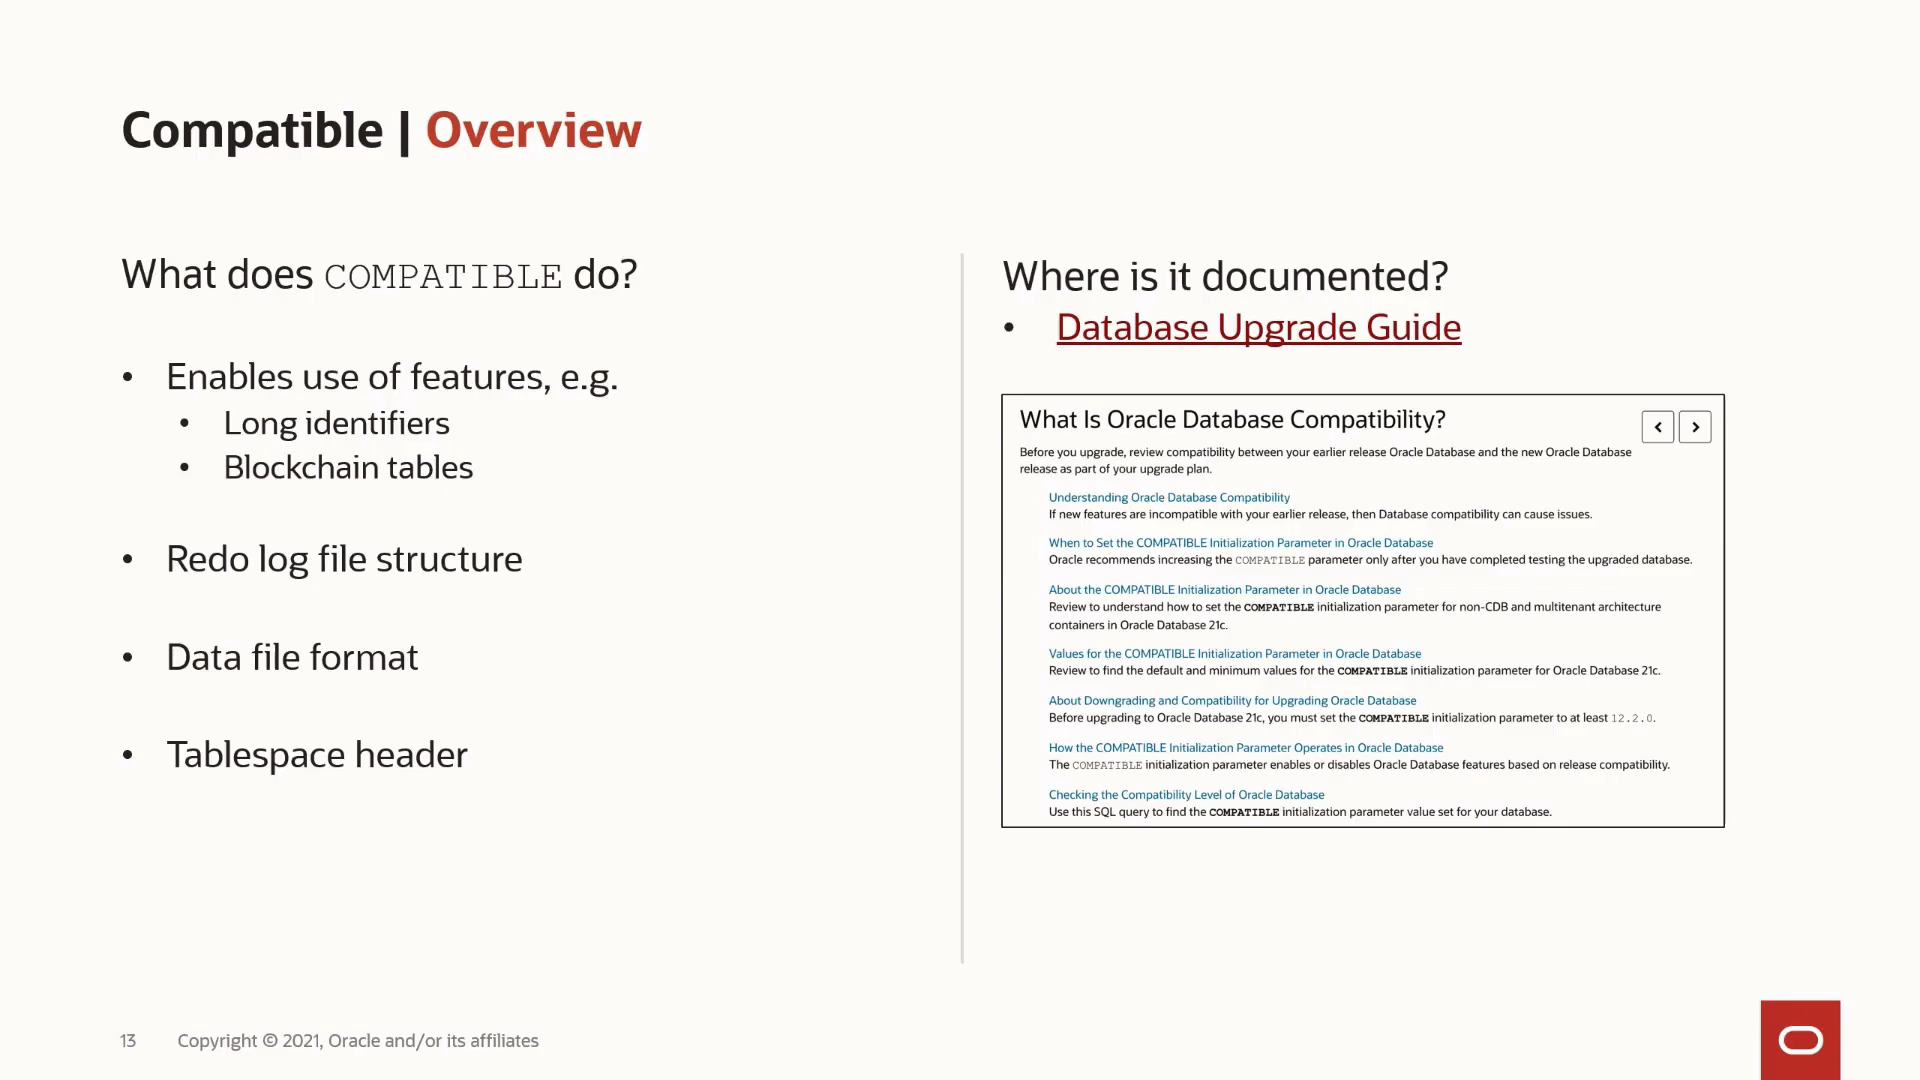 Compatible | Overview
What does COMPATIBLE do?
• Enables use of features, e.g.
• Long identifiers
• Blockchain tables
• Redo log file structure
• Data file format
• Tablespace header
Where is it documented?
• Database Upgrade Guide
What Is Oracle Database Compatibility?
Before you upgrade, review compatibility between your earlier release Oracle Database and the new Oracle Database
release as part of your upgrade plan.
Understanding Oracle Database Compatibility
If new features are incompatible with your earlier release, then Database compatibility can cause issues.
When to Set the COMPATIBLE Initialization Parameter in Oracle Database
Oracle recommends increasing the COMPATIBLE parameter only after you have completed testing the upgraded database.
About the COMPATIBLE Initialization Parameter in Oracle Database
Review to understand how to set the COMPATIBLE initialization parameter for non-CDB and multitenant architecture
containers in Oracle Database 21c.
Values for the COMPATIBLE Initialization Parameter in Oracle Database
Review to find the default and minimum values for the COMPATIBLE initialization parameter for Oracle Database 21c.
About Downgrading and Compatibility for Upgrading Oracle Database
Before upgrading to Oracle Database 21c, you must set the COMPATIBLE initialization parameter to at least 12.2.0.
How the COMPATIBLE Initialization Parameter Operates in Oracle Database
The COMPATIBLE initialization parameter enables or disables Oracle Database features based on release compatibility.
Checking the Compatibility Level of Oracle Database
Use this SQL query to find the COMPATIBLE initialization parameter value set for your database.
13 Copyright © 2021, Oracle and/or its affiliates